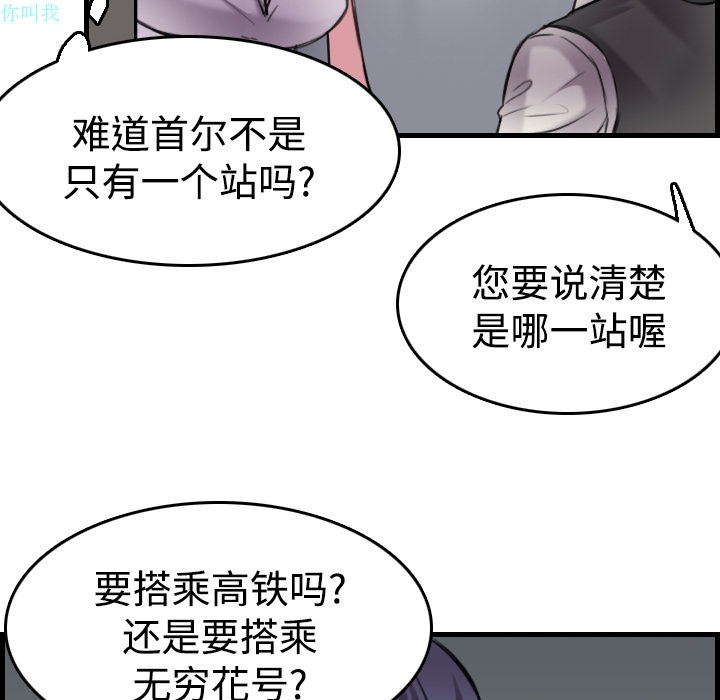 你叫我
难道首尔不是
只有一个站吗?
您要说清楚
是哪一站喔
要搭乘高铁吗?
还是要搭乘
无穷花号?